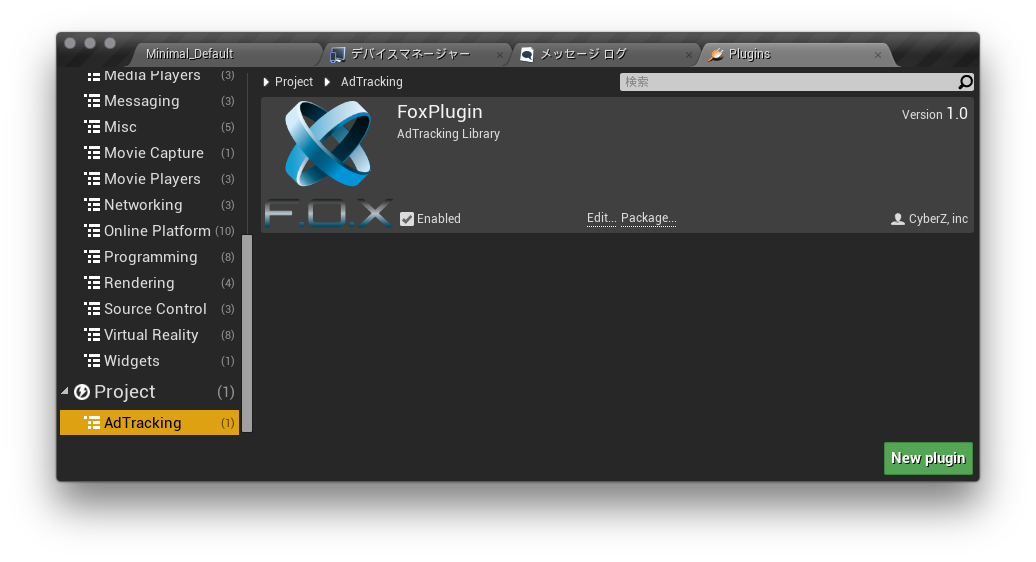 Minimal_Default
デバイスマネージャー
メッセージ ログ
Plugins
Media Players (3)
Messaging (3)
Misc (5)
Movie Capture (1)
Movie Players (3)
Networking (3)
Online Platform (10)
Programming (8)
Rendering (4)
Source Control (3)
Virtual Reality (8)
Widgets (1)
Project (1)
AdTracking (1)
Project AdTracking
検索
FoxPlugin
Version 1.0
AdTracking Library
F.O.X
Enabled
Edit... Package...
CyberZ, inc
New plugin